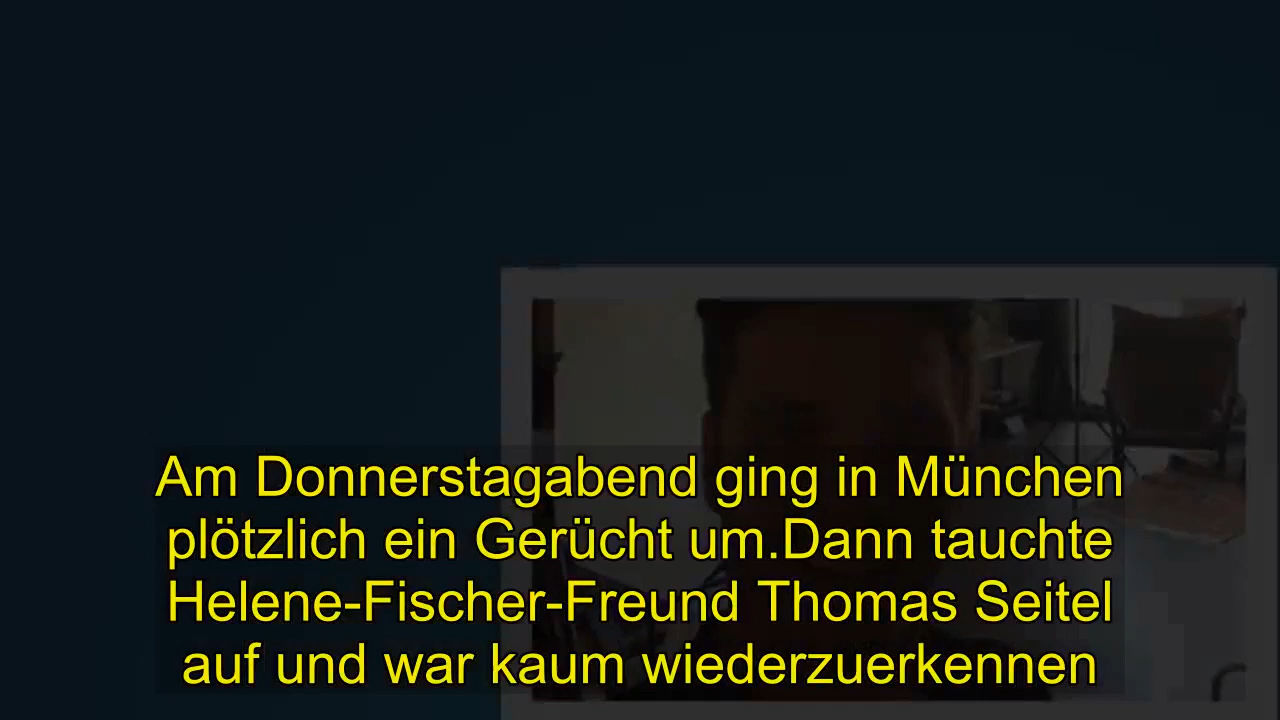 Am Donnerstagabend ging in München
plötzlich ein Gerücht um.Dann tauchte
Helene-Fischer-Freund Thomas Seitel
auf und war kaum wiederzuerkennen